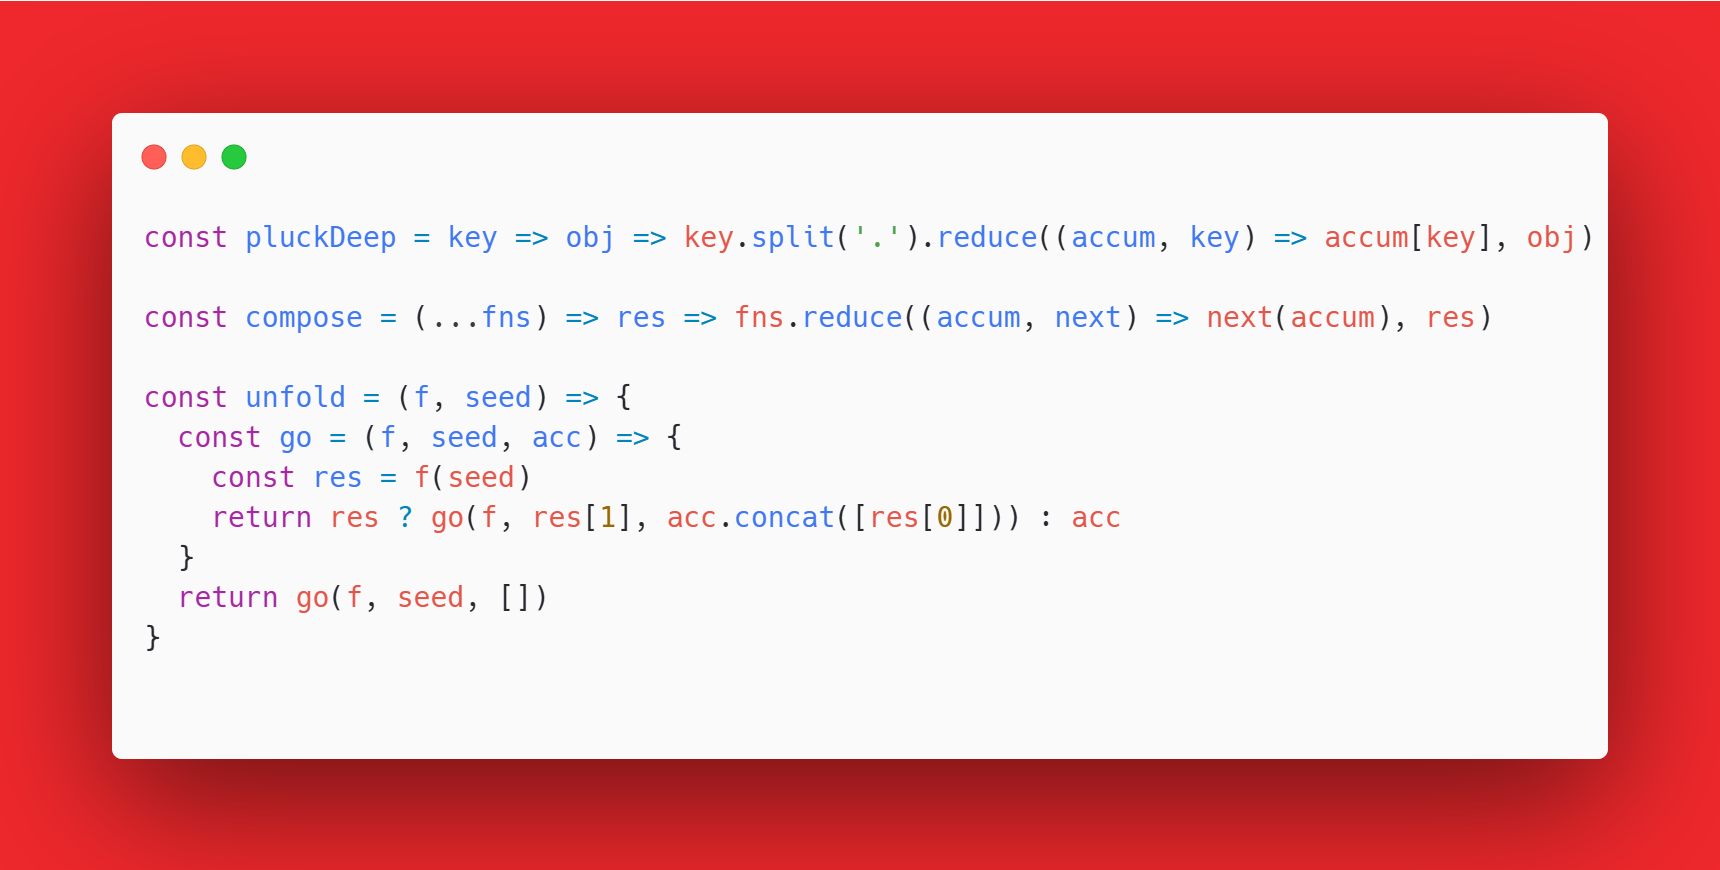 const pluckDeep = key => obj => key.split('.').reduce((accum, key) => accum[key], obj)
const compose = (...fns) => res => fns.reduce((accum, next) => next(accum), res)
const unfold = (f, seed) => {
  const go = (f, seed, acc) => {
    const res = f(seed)
    return res ? go(f, res[1], acc.concat([res[0]])) : acc
  }
  return go(f, seed, [])
}